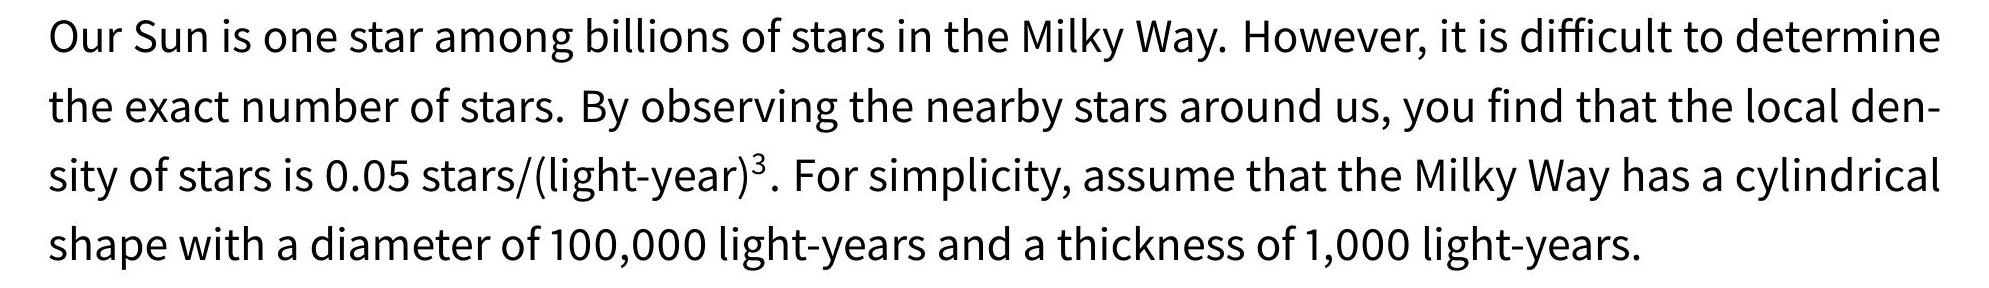 Our Sun is one star among billions of stars in the Milky Way. However, it is difficult to determine
the exact number of stars. By observing the nearby stars around us, you find that the local den-
sity of stars is 0.05 stars/(light-year)³. For simplicity, assume that the Milky Way has a cylindrical
shape with a diameter of 100,000 light-years and a thickness of 1,000 light-years.